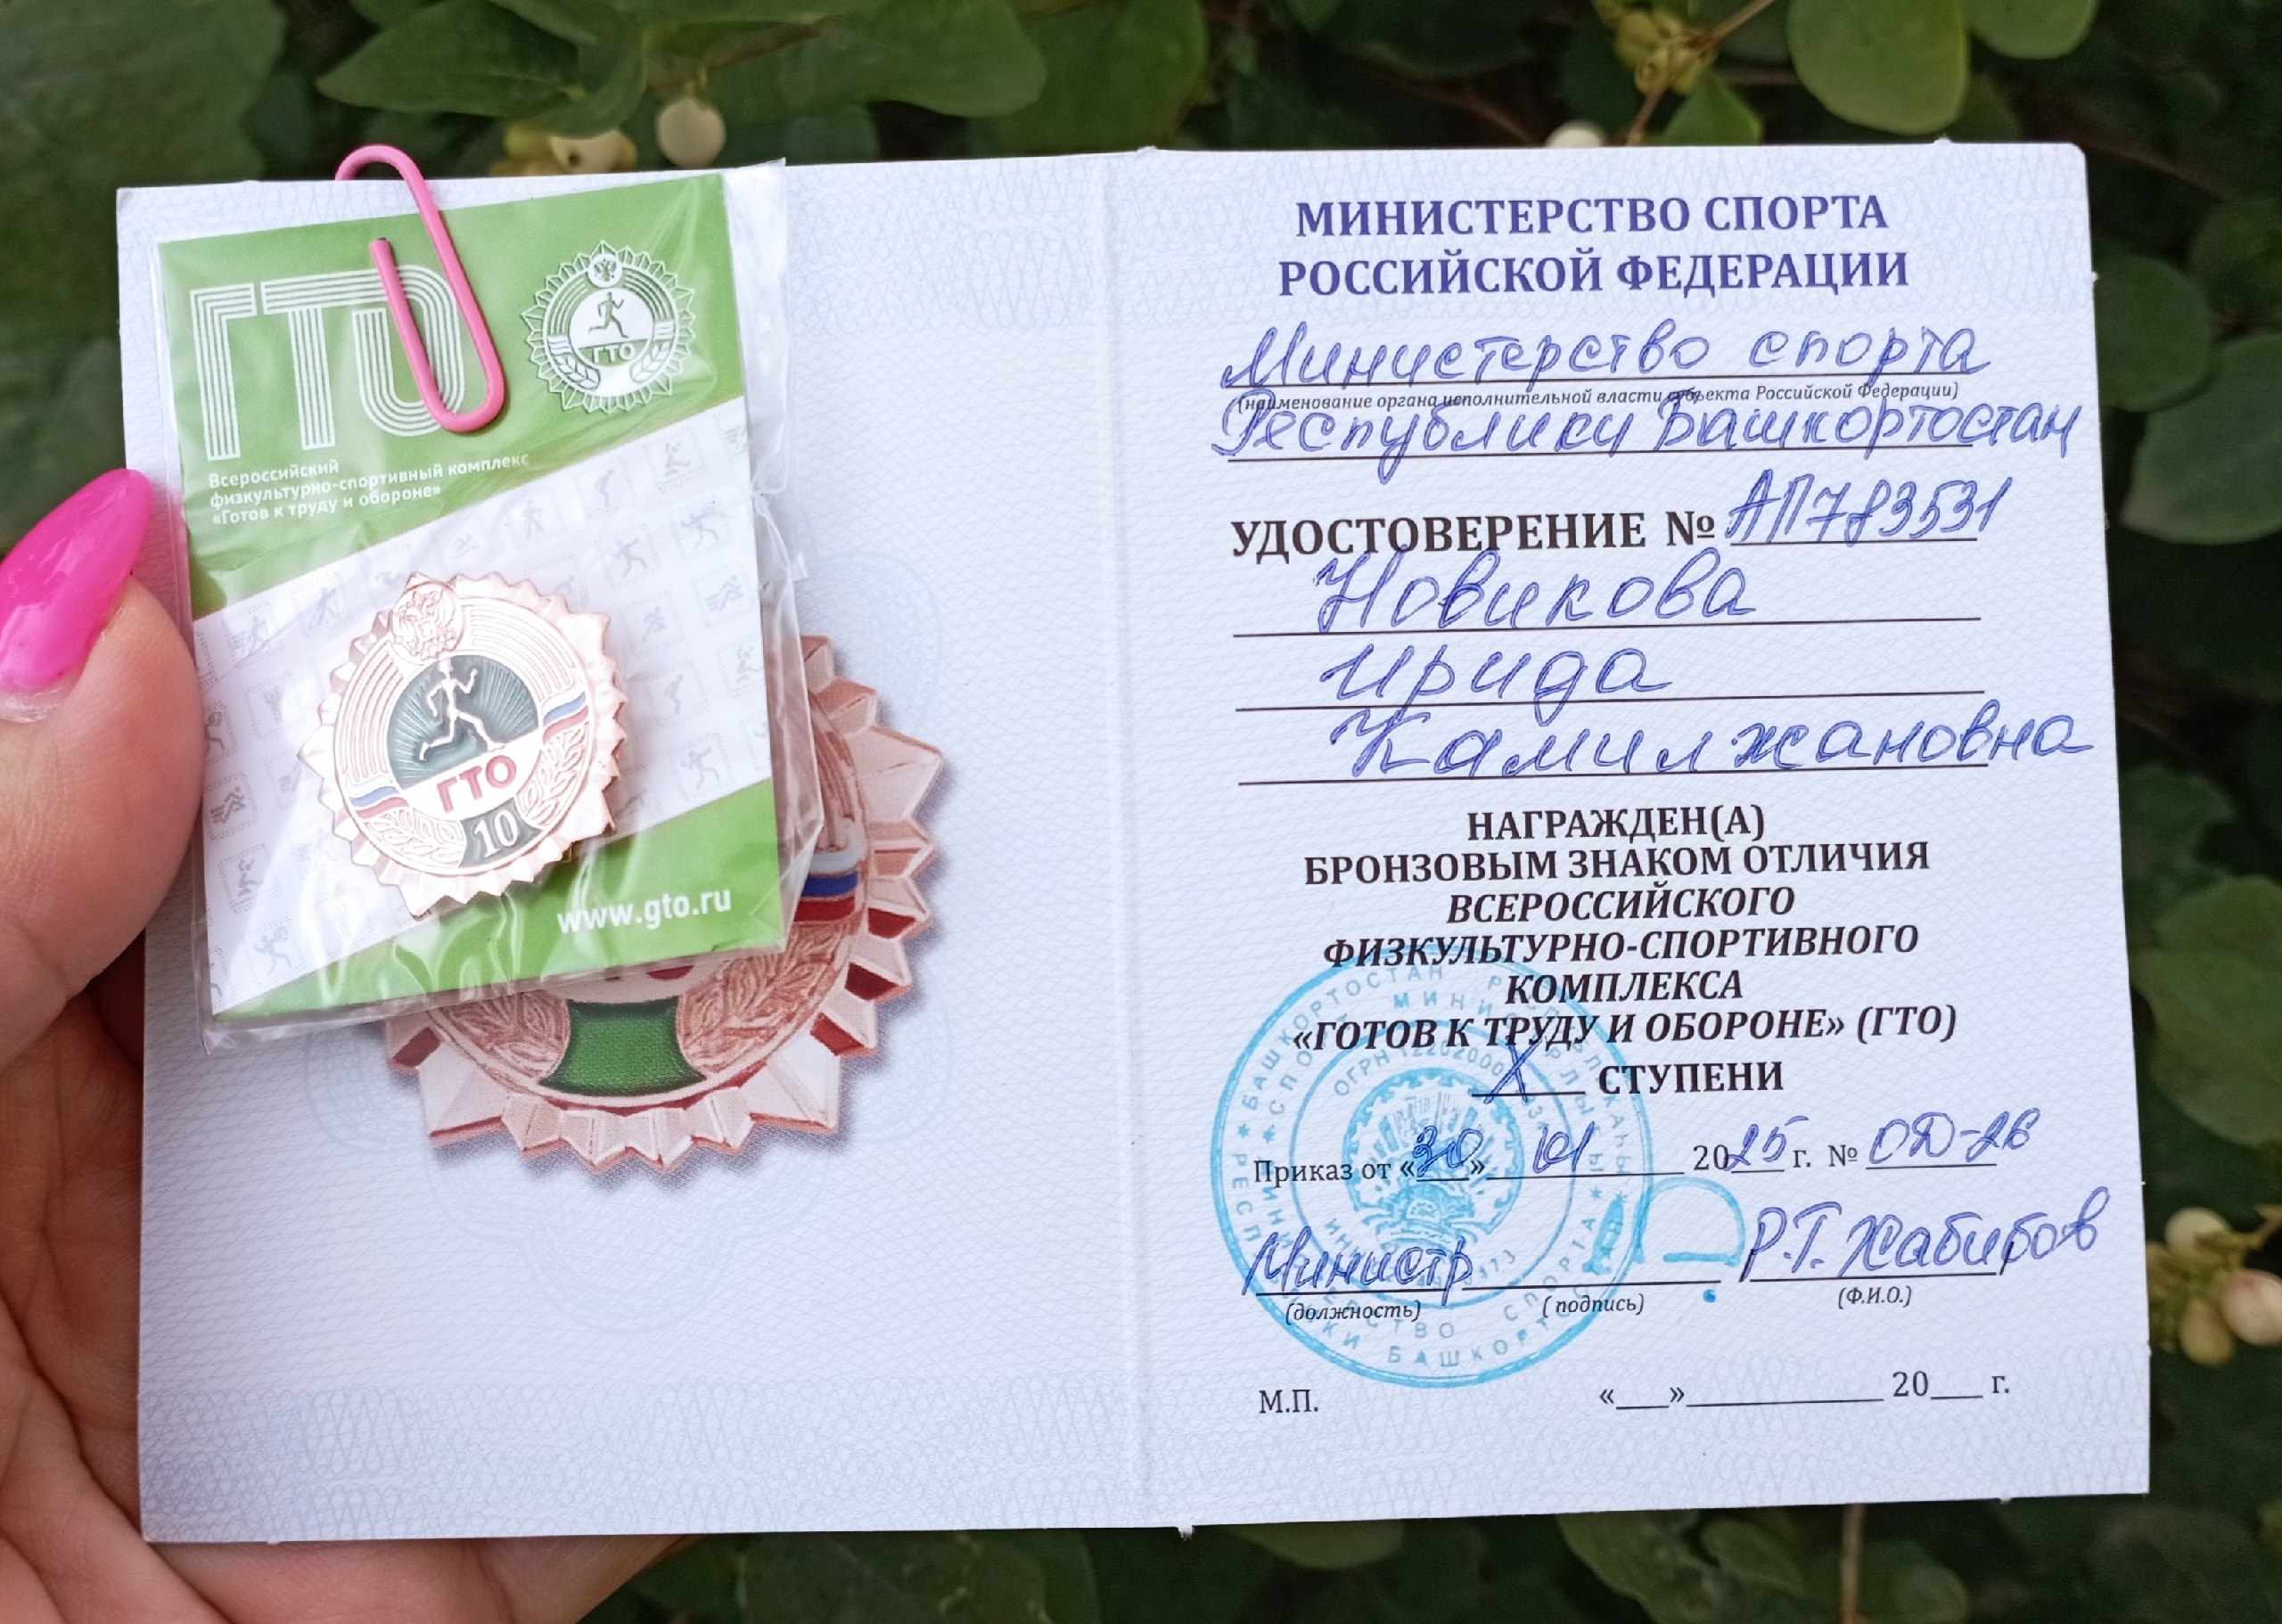 ГТО
ГТО
Всероссийский
физкультурно-спортивный комплекс
«Готов к труду и обороне»
ГТО
10
www.gto.ru
МИНИСТЕРСТВО СПОРТА
РОССИЙСКОЙ ФЕДЕРАЦИИ
Министерство спорта
(наименование органа исполнительной власти субъекта Российской Федерации)
Республики Башкортостан
УДОСТОВЕРЕНИЕ № АП783531
Новикова
Ирида
Камилжановна
НАГРАЖДЕН(А)
БРОНЗОВЫМ ЗНАКОМ ОТЛИЧИЯ
ВСЕРОССИЙСКОГО
ФИЗКУЛЬТУРНО-СПОРТИВНОГО
КОМПЛЕКСА
«ГОТОВ К ТРУДУ И ОБОРОНЕ» (ГТО)
X СТУПЕНИ
Приказ от «30» 01 2025 г. № ОД-26
Министр Р.Г. Хабибов
(должность) (подпись) (Ф.И.О.)
М.П. «___»____________ 20___ г.